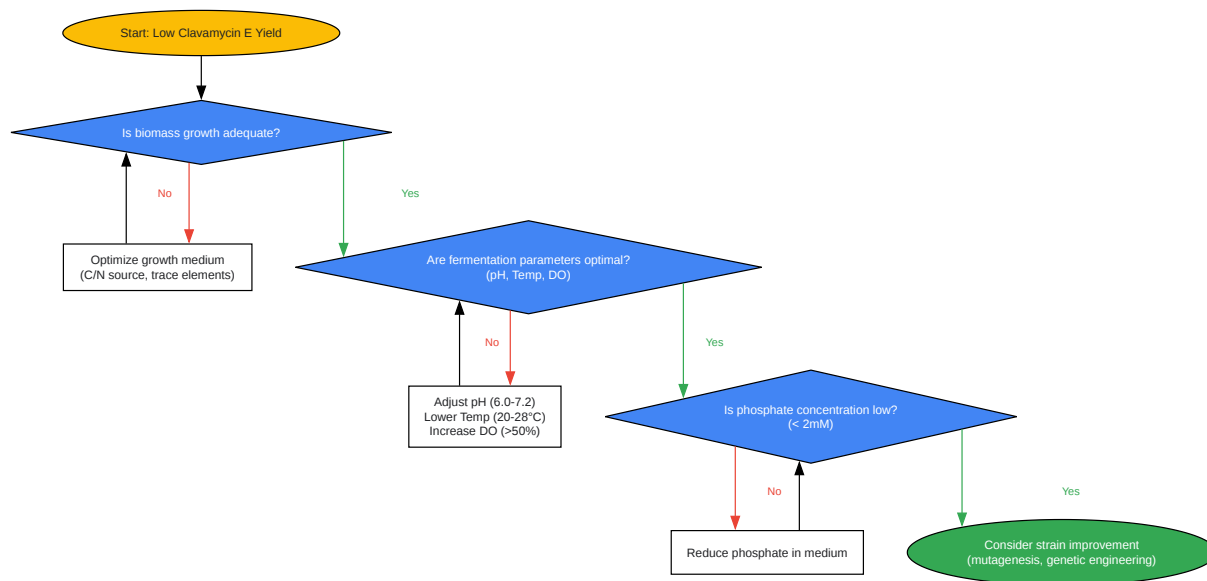 Start: Low Clavamycin E Yield
Is biomass growth adequate?
No
Yes
Optimize growth medium
(C/N source, trace elements)
Are fermentation parameters optimal?
(pH, Temp, DO)
No
Yes
Adjust pH (6.0-7.2)
Lower Temp (20-28°C)
Increase DO (>50%)
Is phosphate concentration low?
(< 2mM)
No
Yes
Reduce phosphate in medium
Consider strain improvement
(mutagenesis, genetic engineering)